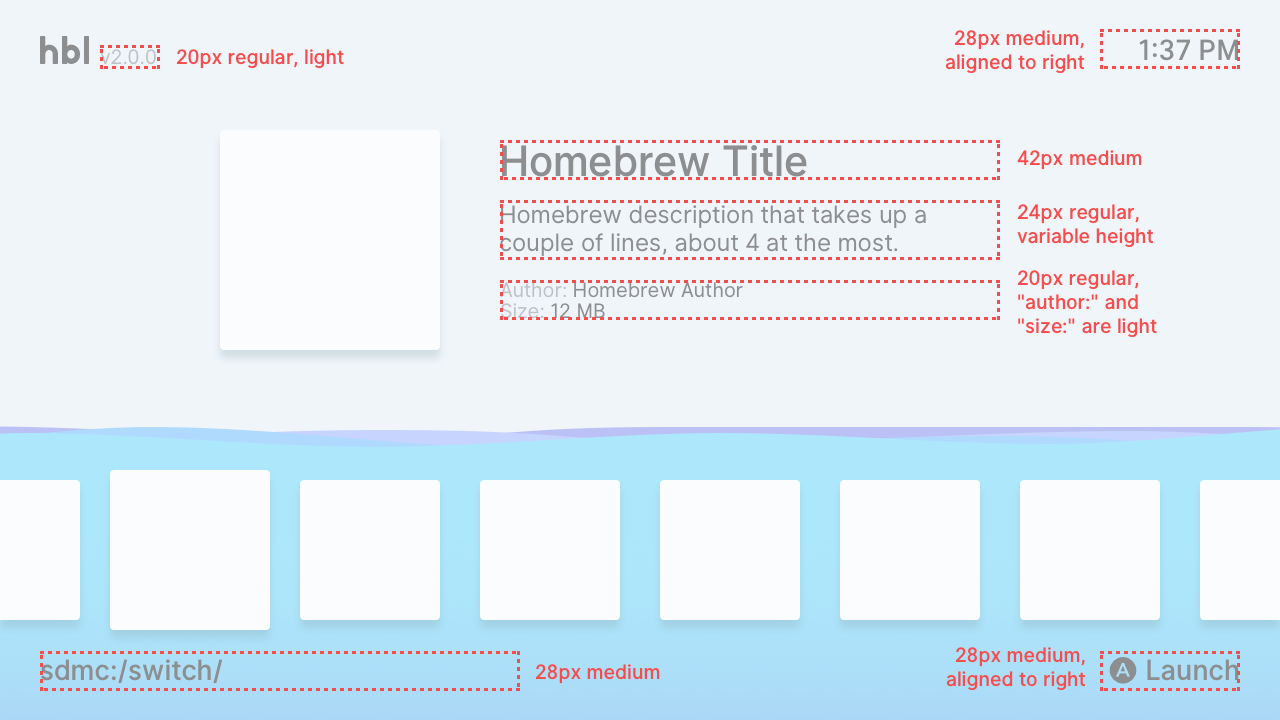 hbl v2.0.0 20px regular, light
28px medium,
aligned to right
1:37 PM
Homebrew Title
42px medium
Homebrew description that takes up a
couple of lines, about 4 at the most.
24px regular,
variable height
Author: Homebrew Author
Size: 12 MB
20px regular,
"author:" and
"size:" are light
sdmc:/switch/
28px medium
28px medium,
aligned to right
A Launch